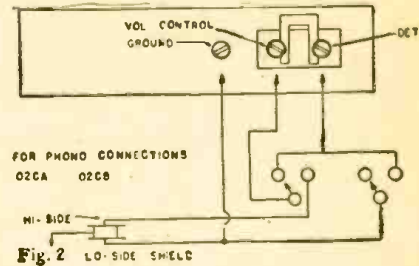 VOL CONTROL
GROUND
DET
FOR PHONO CONNECTIONS
02CA 02CB
HI-SIDE
Fig. 2 LO-SIDE SHIELD